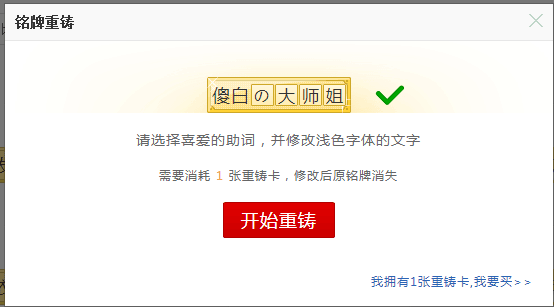 铭牌重铸
傻白の大师姐
请选择喜爱的助词，并修改浅色字体的文字
需要消耗 1 张重铸卡，修改后原铭牌消失
开始重铸
我拥有1张重铸卡,我要买>>